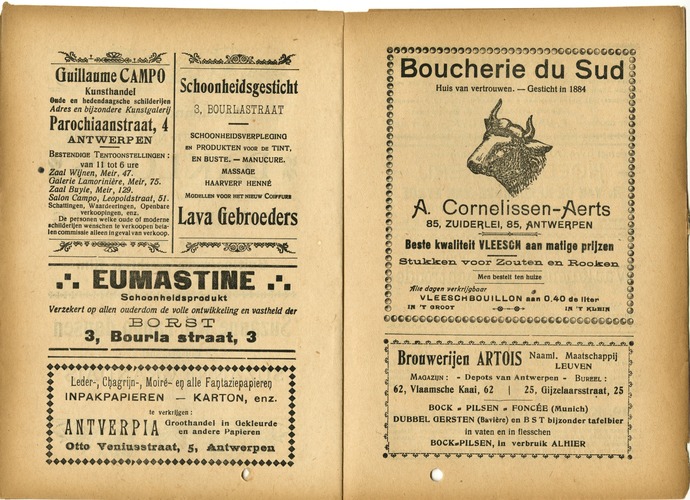 Guillaume CAMPO
Kunsthandel
Oude en hedendaagsche schilderijen
Adres en bijzondere Kunstgalerij
Parochiaanstraat, 4
ANTWERPEN
BESTENDIGE TENTOONSTELLINGEN :
van 11 tot 6 ure
Zaal Wijnen, Meir, 47.
Galerie Lamorinière, Meir, 75.
Zaal Buyle, Meir, 129.
Salon Campo, Leopoldstraat, 51.
Schattingen, Waardeeringen, Openbare
verkoopingen, enz.
De personen welke oude of moderne
schilderijen wenschen te verkoopen beta-
len commissie alleen in geval van verkoop.
Schoonheidsgesticht
3, BOURLASTRAAT
SCHOONHEIDSVERPLEGING
EN PRODUKTEN VOOR DE TINT,
EN BUSTE. — MANUCURE.
MASSAGE
HAARVERF HENNÉ
MODELLEN VOOR HET NIEUW COIFFURE
Lava Gebroeders
EUMASTINE
Schoonheidsprodukt
Verzekert op allen ouderdom de volle ontwikkeling en vastheid der
BORST
3, Bourla straat, 3
Leder-, Chagrijn-, Moiré- en alle Fantaziepapieren
INPAKPAPIEREN — KARTON, enz.
te verkrijgen :
ANTVERPIA Groothandel in Gekleurde
en andere Papieren
Otto Veniusstraat, 5, Antwerpen
Boucherie du Sud
Huis van vertrouwen. — Gesticht in 1884
A. Cornelissen-Aerts
85, ZUIDERLEI, 85, ANTWERPEN
Beste kwaliteit VLEESCH aan matige prijzen
Stukken voor Zouten en Rooken
Men bestelt ten huize
Alle dagen verkrijgbaar
VLEESCHBOUILLON aan 0.40 de liter
IN 'T GROOT IN 'T KLEIN
Brouwerijen ARTOIS Naaml. Maatschappij
LEUVEN
MAGAZIJN : - Depots van Antwerpen - BUREEL :
62, Vlaamsche Kaai, 62 | 25, Gijzelaarsstraat, 25
BOCK - PILSEN - FONCÉE (Munich)
DUBBEL GERSTEN (Bavière) en B S T bijzonder tafelbier
in vaten en in flesschen
BOCK-PILSEN, in verbruik ALHIER